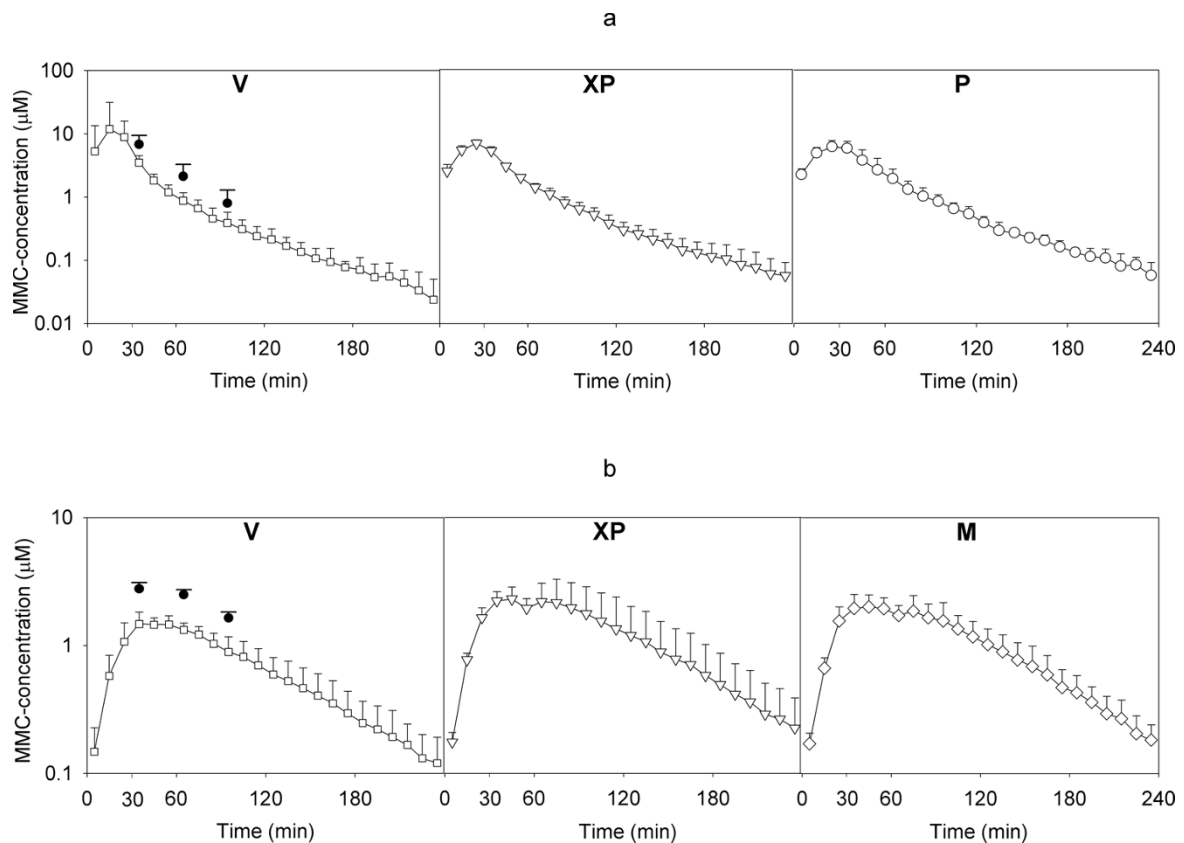 a
V XP P
MMC-concentration (μM)
100
10
1
0.1
0.01
0 30 60 120 180 0 30 60 120 180 0 30 60 120 180 240
Time (min) Time (min) Time (min)
b
V XP M
MMC-concentration (μM)
10
1
0.1
0 30 60 120 180 0 30 60 120 180 0 30 60 120 180 240
Time (min) Time (min) Time (min)